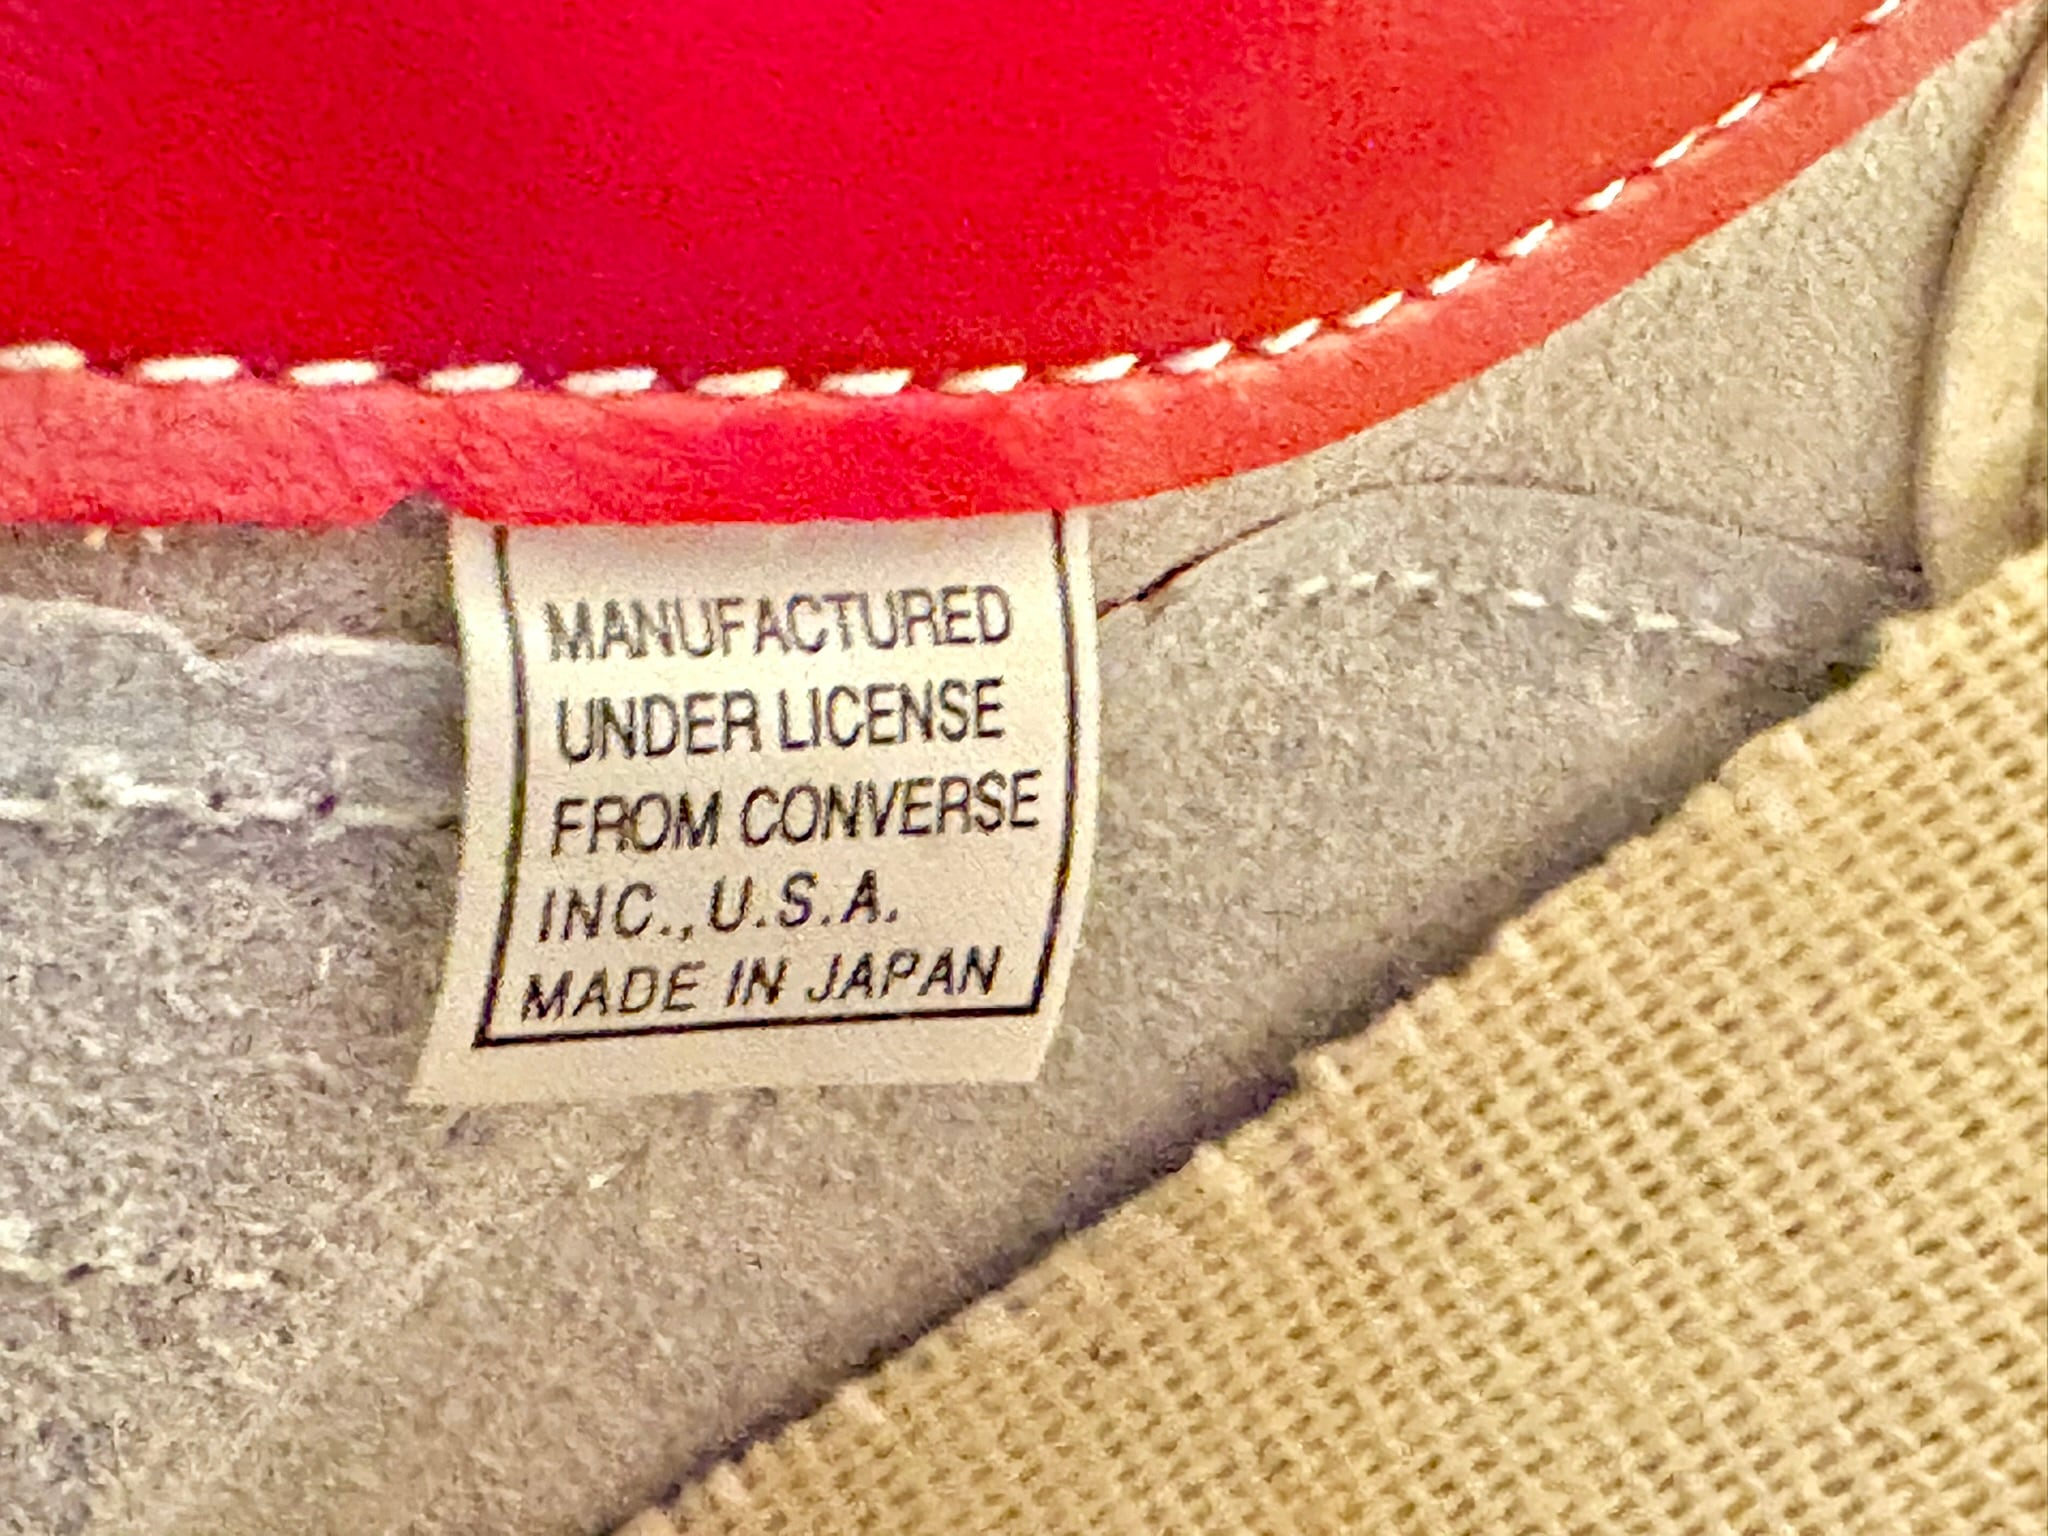 MANUFACTURED
UNDER LICENSE
FROM CONVERSE
INC.,U.S.A.
MADE IN JAPAN